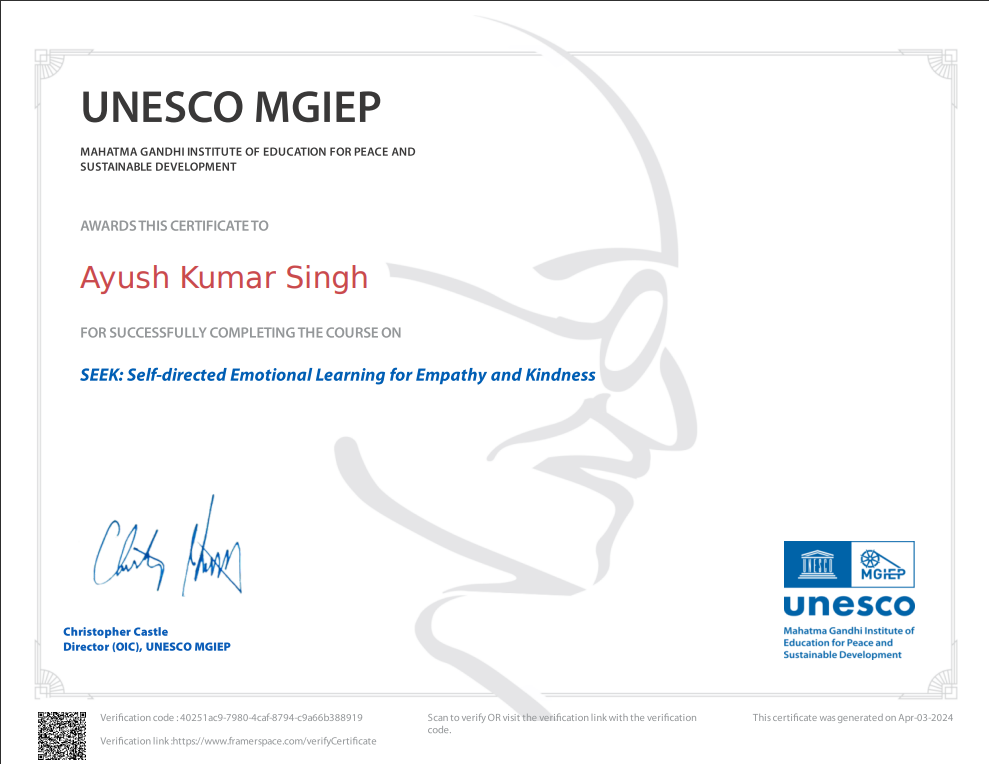 UNESCO MGIEP
MAHATMA GANDHI INSTITUTE OF EDUCATION FOR PEACE AND
SUSTAINABLE DEVELOPMENT
AWARDS THIS CERTIFICATE TO
Ayush Kumar Singh
FOR SUCCESSFULLY COMPLETING THE COURSE ON
SEEK: Self-directed Emotional Learning for Empathy and Kindness
Christopher Castle
Director (OIC), UNESCO MGIEP
UNESCO
MGIEP
unesco
Mahatma Gandhi Institute of
Education for Peace and
Sustainable Development
Verification code : 40251ac9-7980-4caf-8794-c9a66b388919
Verification link :https://www.framerspace.com/verifyCertificate
Scan to verify OR visit the verification link with the verification
code.
This certificate was generated on Apr-03-2024